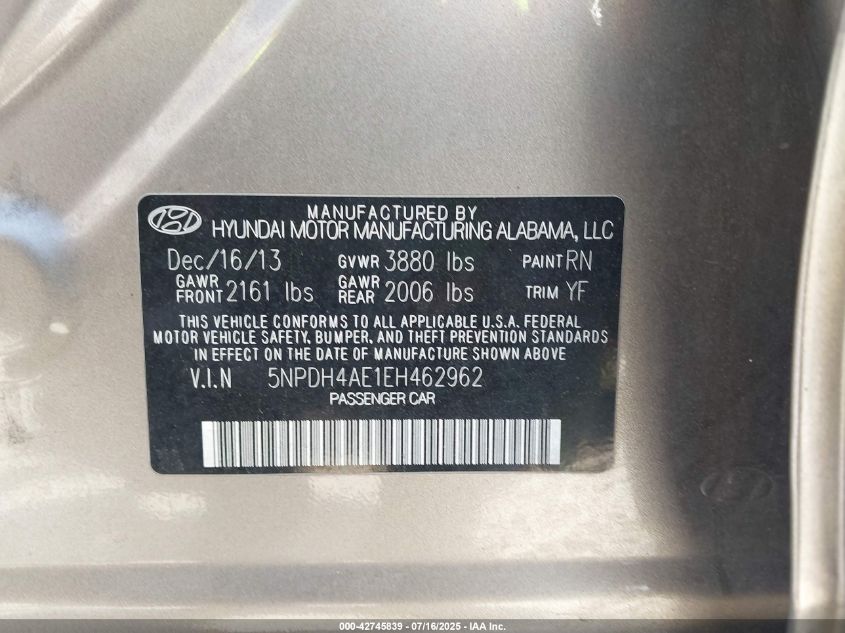 MANUFACTURED BY
HYUNDAI MOTOR MANUFACTURING ALABAMA, LLC
Dec/16/13 GVWR 3880 lbs PAINT RN
GAWR FRONT 2161 lbs GAWR REAR 2006 lbs TRIM YF
THIS VEHICLE CONFORMS TO ALL APPLICABLE U.S.A. FEDERAL
MOTOR VEHICLE SAFETY, BUMPER, AND THEFT PREVENTION STANDARDS
IN EFFECT ON THE DATE OF MANUFACTURE SHOWN ABOVE
V.I.N 5NPDH4AE1EH462962
PASSENGER CAR
000-42745839 - 07/16/2025 - IAA Inc.